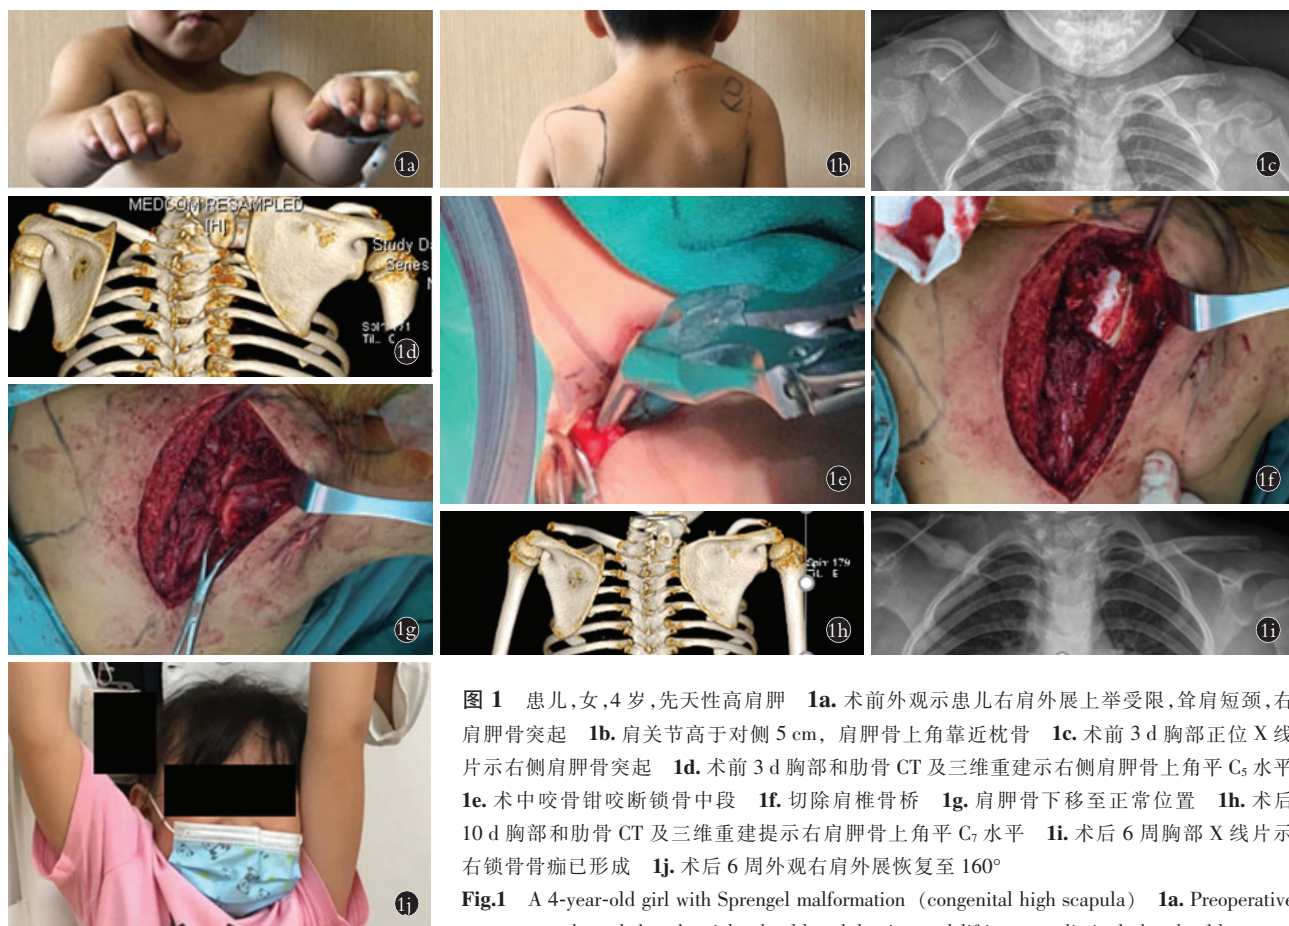 1a
1b
KO
1c
MEDCOM RESAMPLED
[H]
Study D
Series
1d
1e
1f
1g
Spin 179
1h
1i
1j
图 1 患儿,女,4 岁,先天性高肩胛 1a. 术前外观示患儿右肩外展上举受限,耸肩短颈,右
肩胛骨突起 1b. 肩关节高于对侧 5 cm, 肩胛骨上角靠近枕骨 1c. 术前 3 d 胸部正位 X 线
片示右侧肩胛骨突起 1d. 术前 3 d 胸部和肋骨 CT 及三维重建示右侧肩胛骨上角平 C₅ 水平
1e. 术中咬骨钳咬断锁骨中段 1f. 切除肩椎骨桥 1g. 肩胛骨下移至正常位置 1h. 术后
10 d 胸部和肋骨 CT 及三维重建提示右肩胛骨上角平 C₇ 水平 1i. 术后 6 周胸部 X 线片示
右锁骨骨痂已形成 1j. 术后 6 周外观右肩外展恢复至 160°
Fig.1 A 4-year-old girl with Sprengel malformation (congenital high scapula) 1a. Preoperative